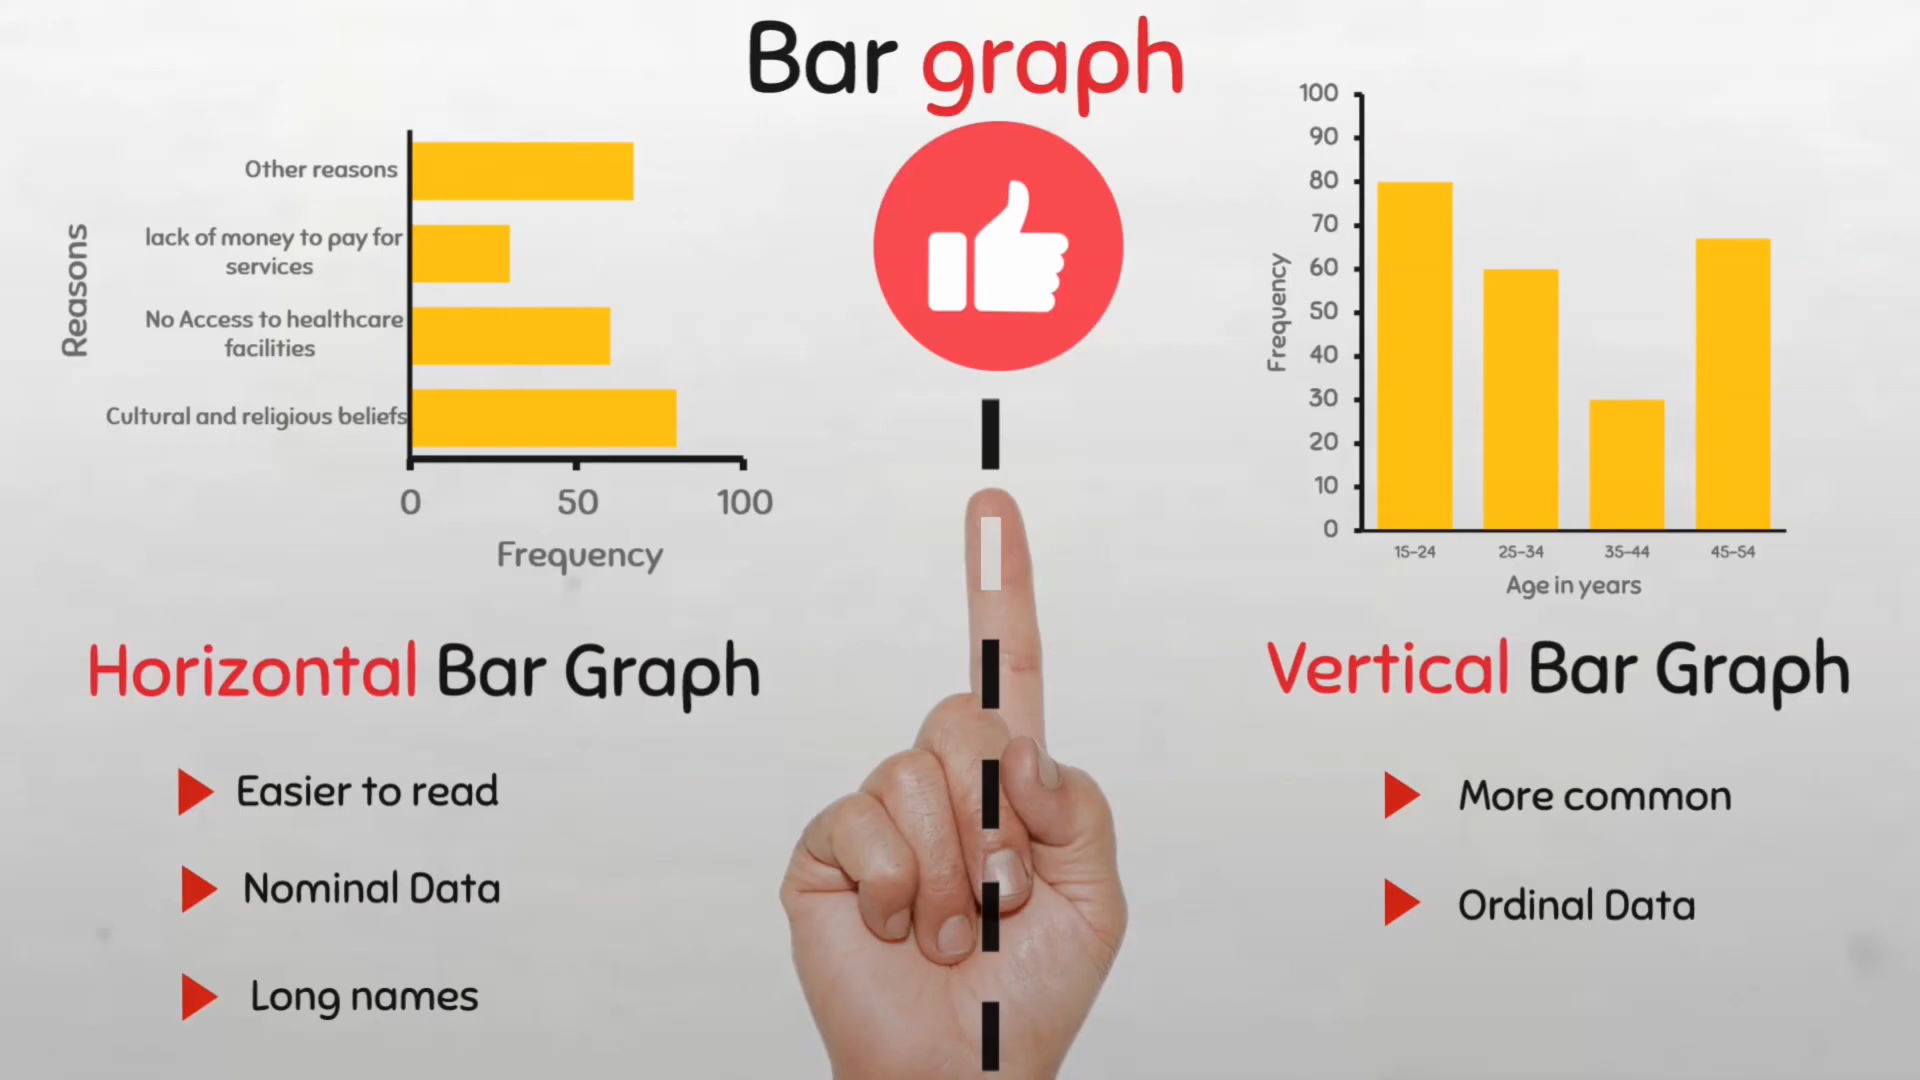 Bar graph
Reasons
Other reasons
lack of money to pay for
services
No Access to healthcare
facilities
Cultural and religious beliefs
0 50 100
Frequency
Horizontal Bar Graph
Easier to read
Nominal Data
Long names
Frequency
100
90
80
70
60
50
40
30
20
10
0
15-24 25-34 35-44 45-54
Age in years
Vertical Bar Graph
More common
Ordinal Data